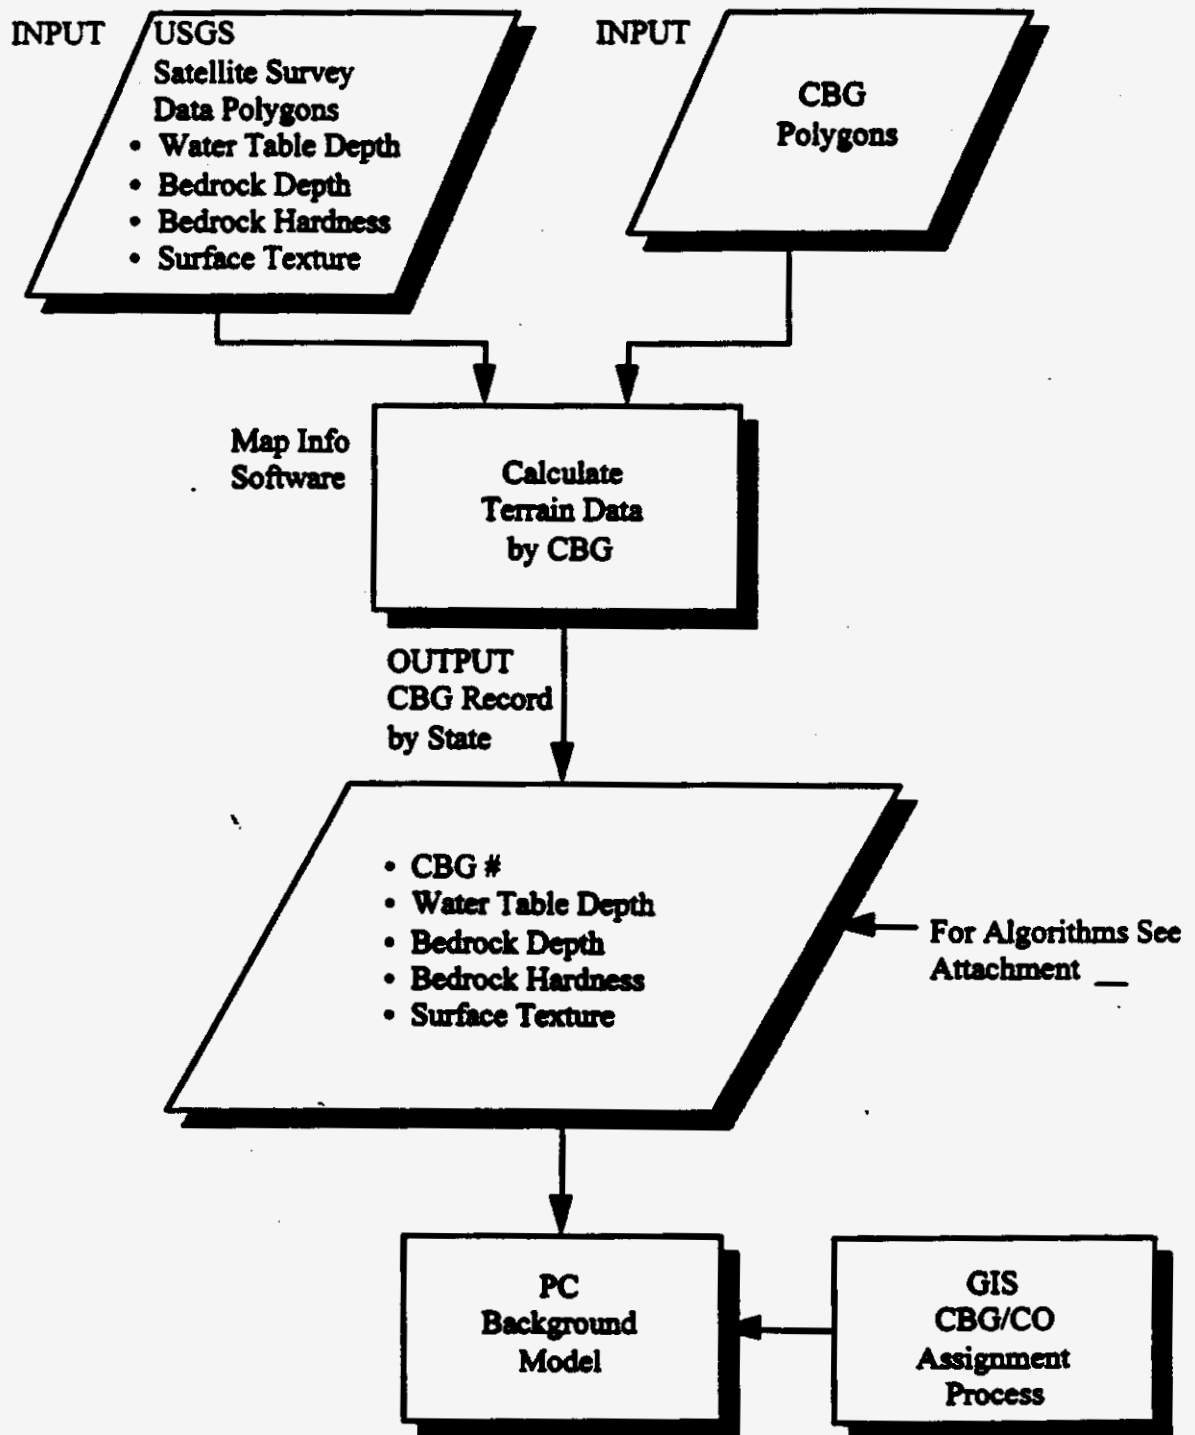 INPUT
USGS
Satellite Survey
Data Polygons
• Water Table Depth
• Bedrock Depth
• Bedrock Hardness
• Surface Texture
INPUT
CBG
Polygons
Map Info
Software
Calculate
Terrain Data
by CBG
OUTPUT
CBG Record
by State
• CBG #
• Water Table Depth
• Bedrock Depth
• Bedrock Hardness
• Surface Texture
For Algorithms See
Attachment __
PC
Background
Model
GIS
CBG/CO
Assignment
Process